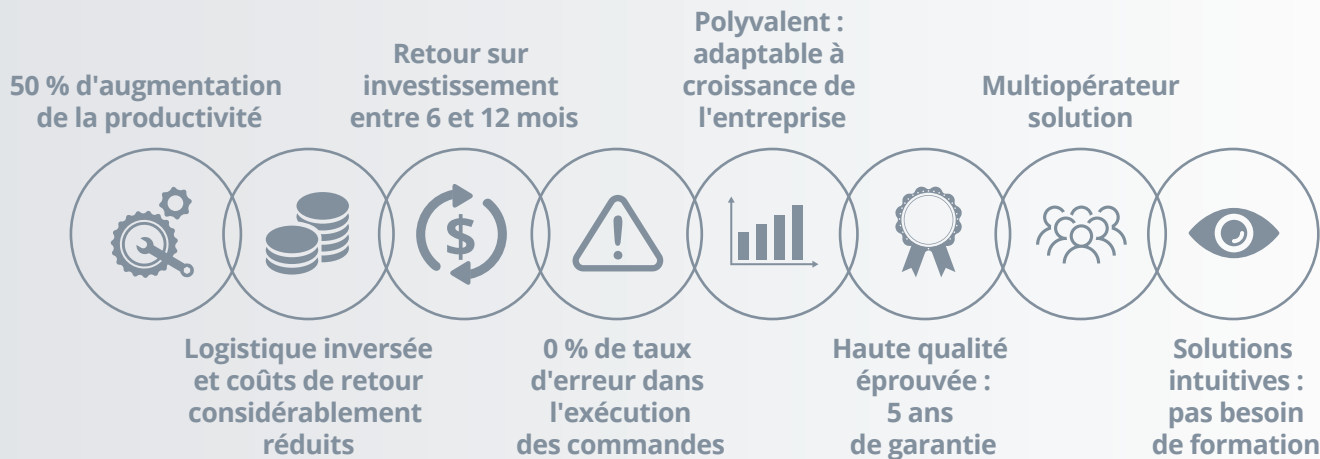 50 % d'augmentation
de la productivité
Logistique inversée
et coûts de retour
considérablement
réduits
Retour sur
investissement
entre 6 et 12 mois
0 % de taux
d'erreur dans
l'exécution
des commandes
Polyvalent :
adaptable à
croissance de
l'entreprise
Haute qualité
éprouvée :
5 ans
de garantie
Multiopérateur
solution
Solutions
intuitives :
pas besoin
de formation
$